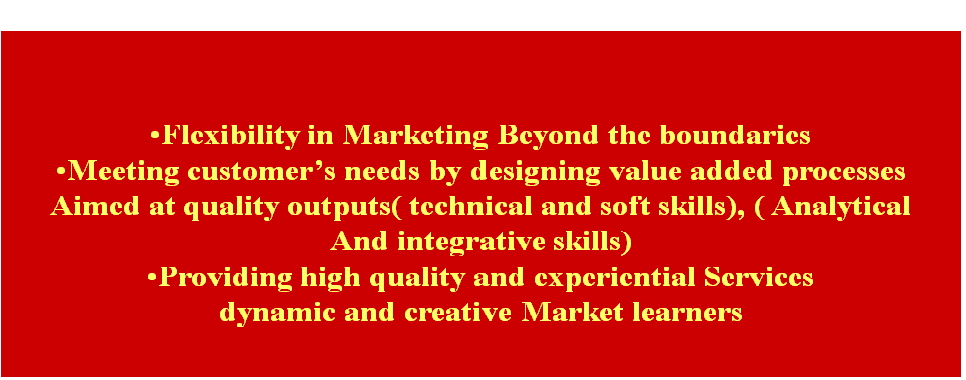 •Flexibility in Marketing Beyond the boundaries
•Meeting customer’s needs by designing value added processes
Aimed at quality outputs( technical and soft skills), ( Analytical
And integrative skills)
•Providing high quality and experiential Services
dynamic and creative Market learners